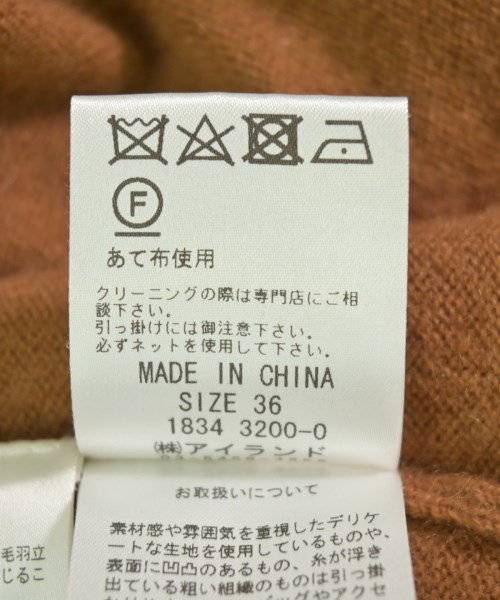 F
あて布使用
クリーニングの際は専門店にご相
談下さい。
引っ掛けには御注意下さい。
必ずネットを使用して下さい。
MADE IN CHINA
SIZE 36
1834 3200-0
(株)アイランド
お取扱いについて
素材感や雰囲気を重視したデリケ
ートな生地を使用しているものや、
表面に凹凸のあるもの、糸が浮き
出ている粗い組織のものは引っ掛
毛羽立
じるこ